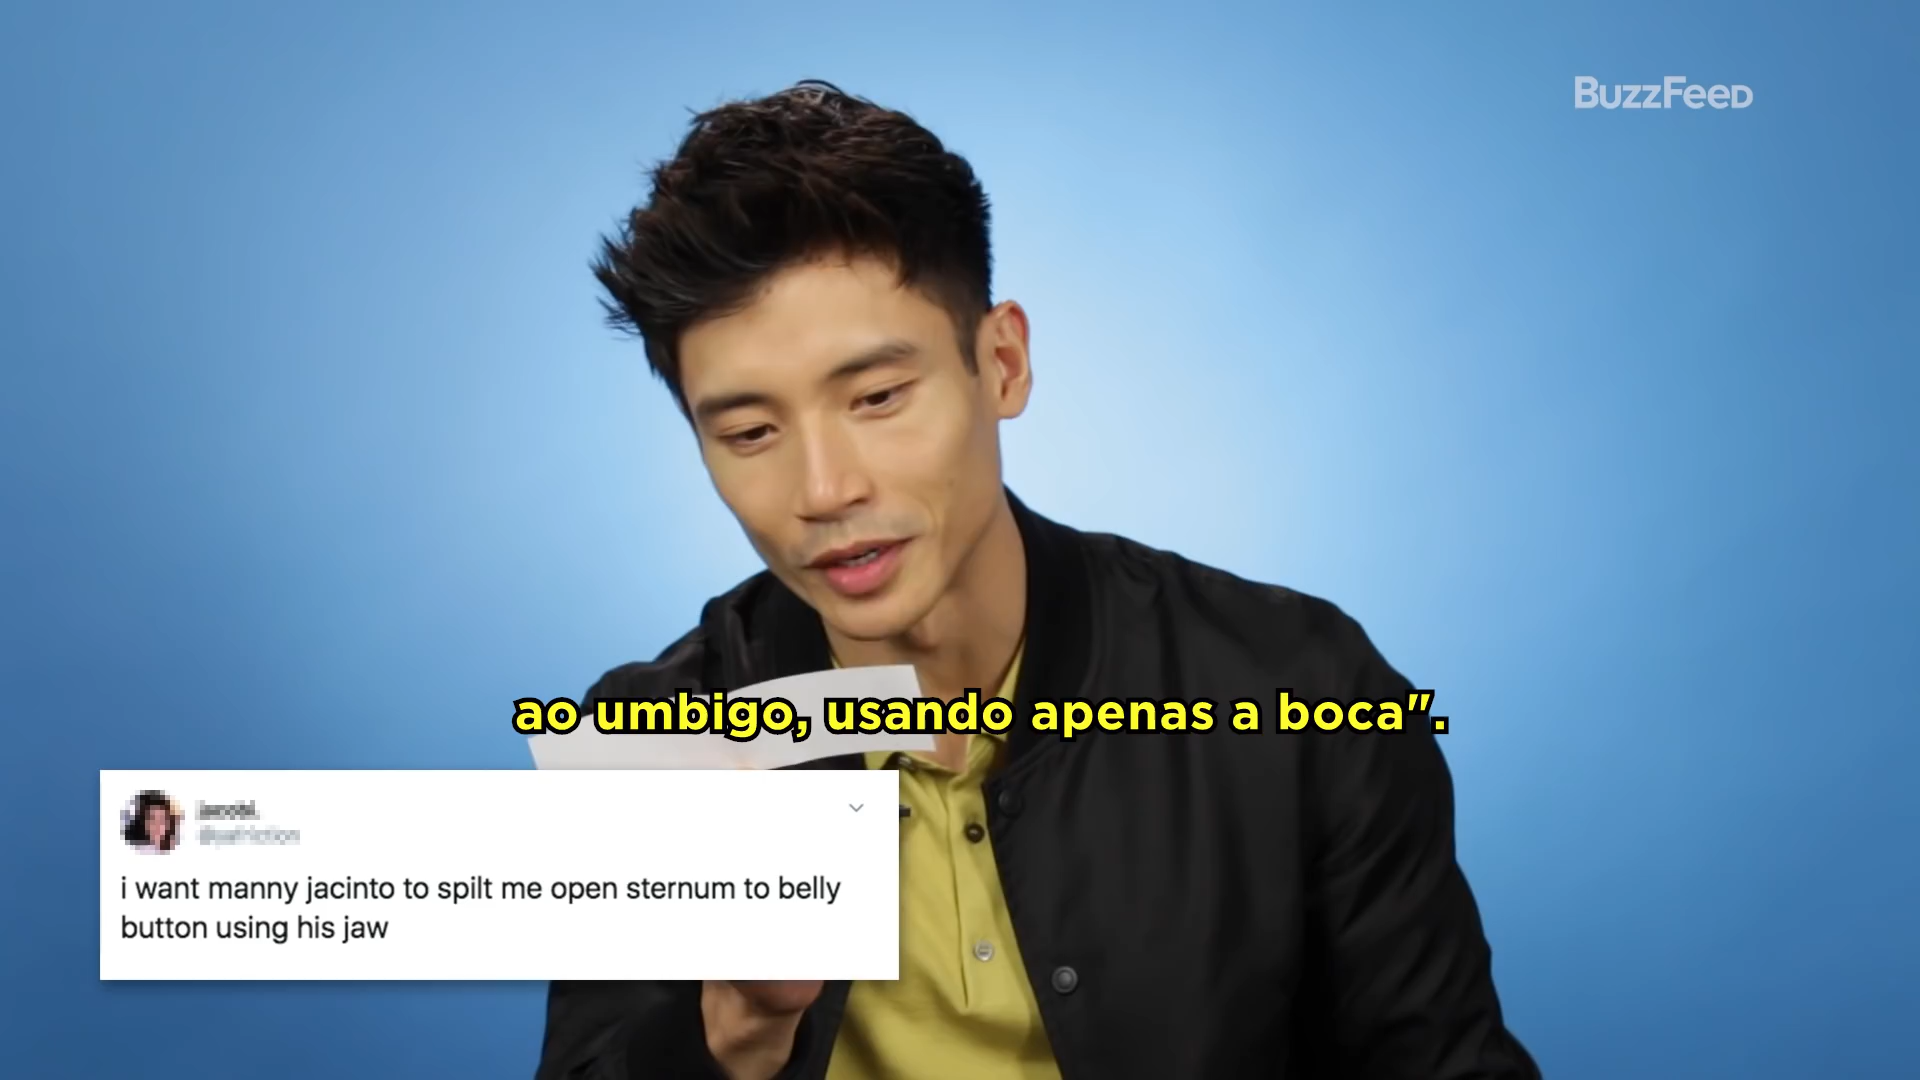 BuzzFeed
ao umbigo, usando apenas a boca".
i want manny jacinto to spilt me open sternum to belly
button using his jaw